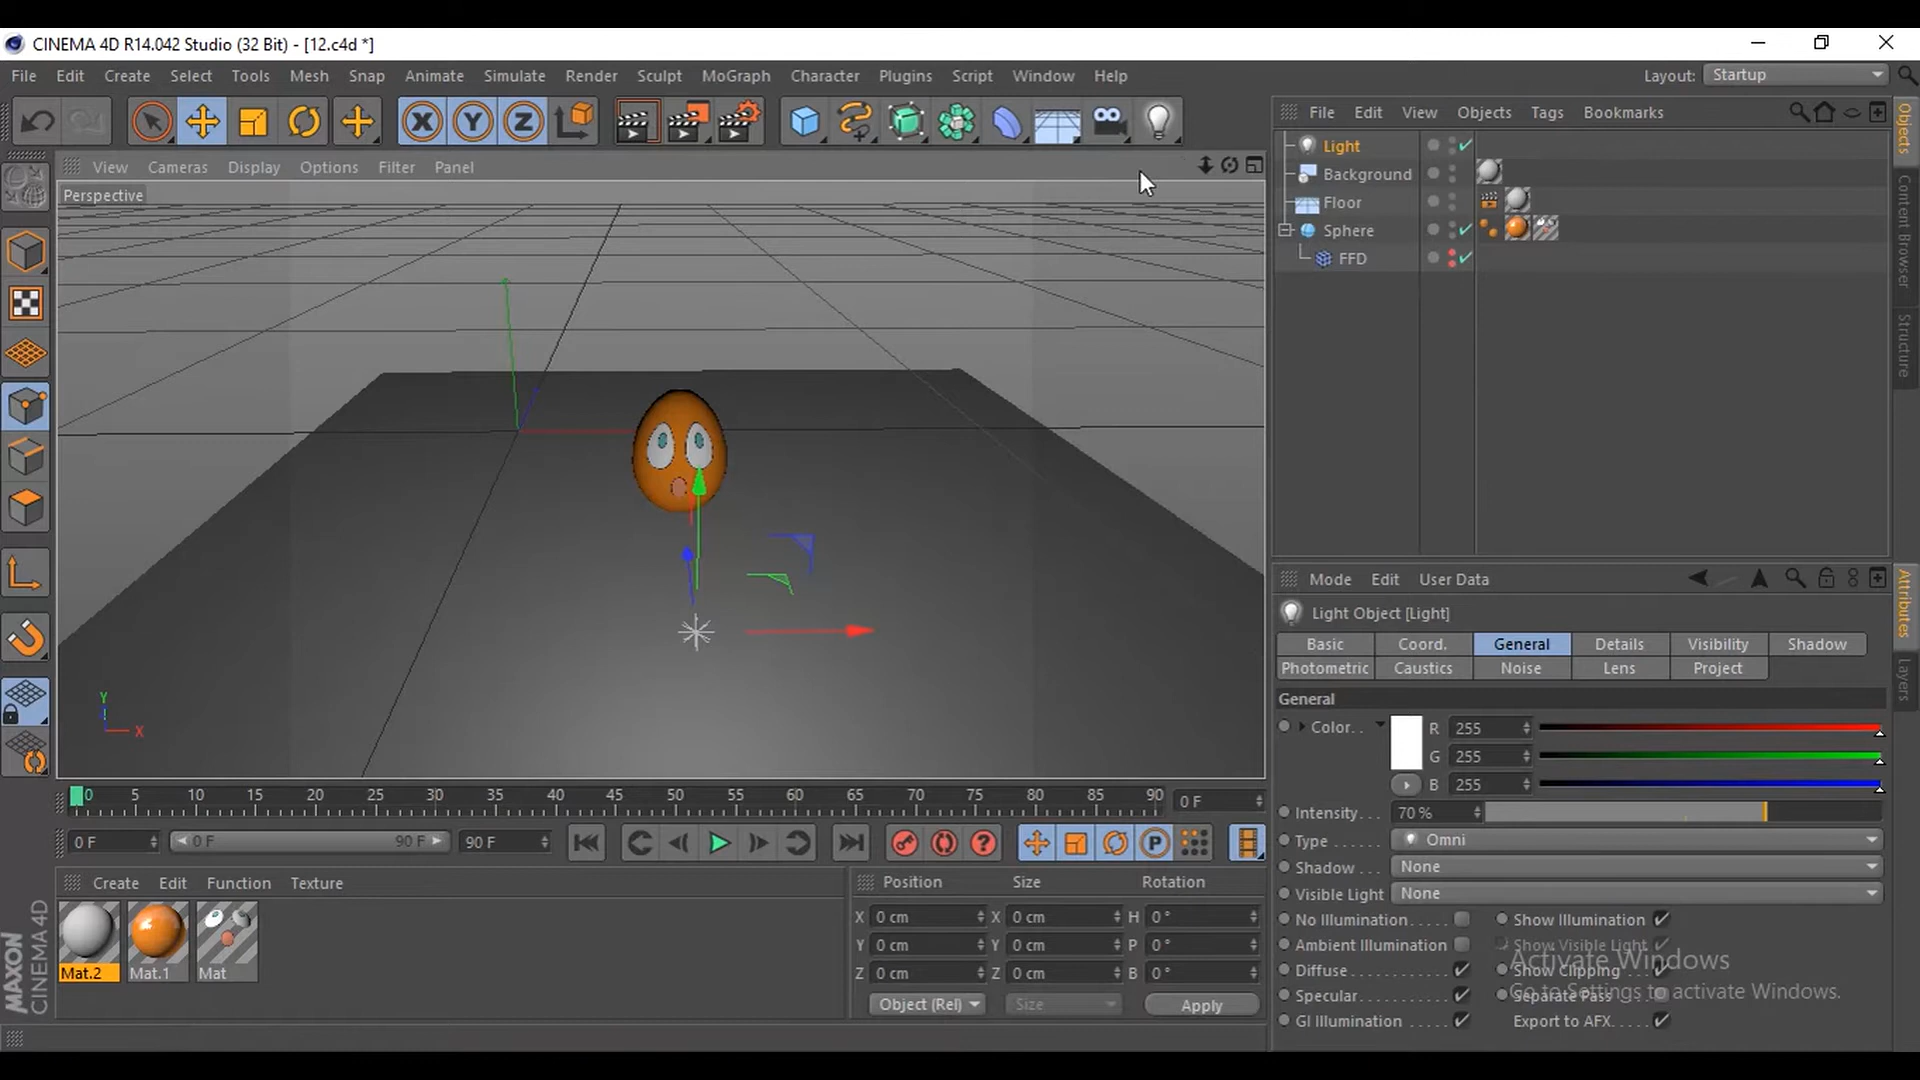 CINEMA 4D R14.042 Studio (32 Bit) - [12.c4d *]
File Edit Create Select Tools Mesh Snap Animate Simulate Render Sculpt MoGraph Character Plugins Script Window Help Layout: Startup
X Y Z
File Edit View Objects Tags Bookmarks
View Cameras Display Options Filter Panel
Perspective
Light
Background
Floor
Sphere
FFD
Objects
Content Browser
Structure
Y
X
Mode Edit User Data
Light Object [Light]
Basic Coord. General Details Visibility Shadow
Photometric Caustics Noise Lens Project
General
Color. . R 255
G 255
B 255
Intensity. . . 70 %
Type . . . . . . Omni
Shadow . . . None
Visible Light None
No Illumination. . . . . Show Illumination
Ambient Illumination Show Visible Light
Diffuse. . . . . . . . . . . . Show Clipping. . . . .
Specular. . . . . . . . . . . Separate Pass. . . .
GI Illumination . . . . . Export to AFX. . . . .
Activate Windows
Go to Settings to activate Windows.
Attributes
Layers
0 5 10 15 20 25 30 35 40 45 50 55 60 65 70 75 80 85 90 0 F
0 F 0 F 90 F 90 F
P
Create Edit Function Texture
Mat.2 Mat.1 Mat
Position Size Rotation
X 0 cm X 0 cm H 0 °
Y 0 cm Y 0 cm P 0 °
Z 0 cm Z 0 cm B 0 °
Object (Rel) Size Apply
MAXON
CINEMA 4D